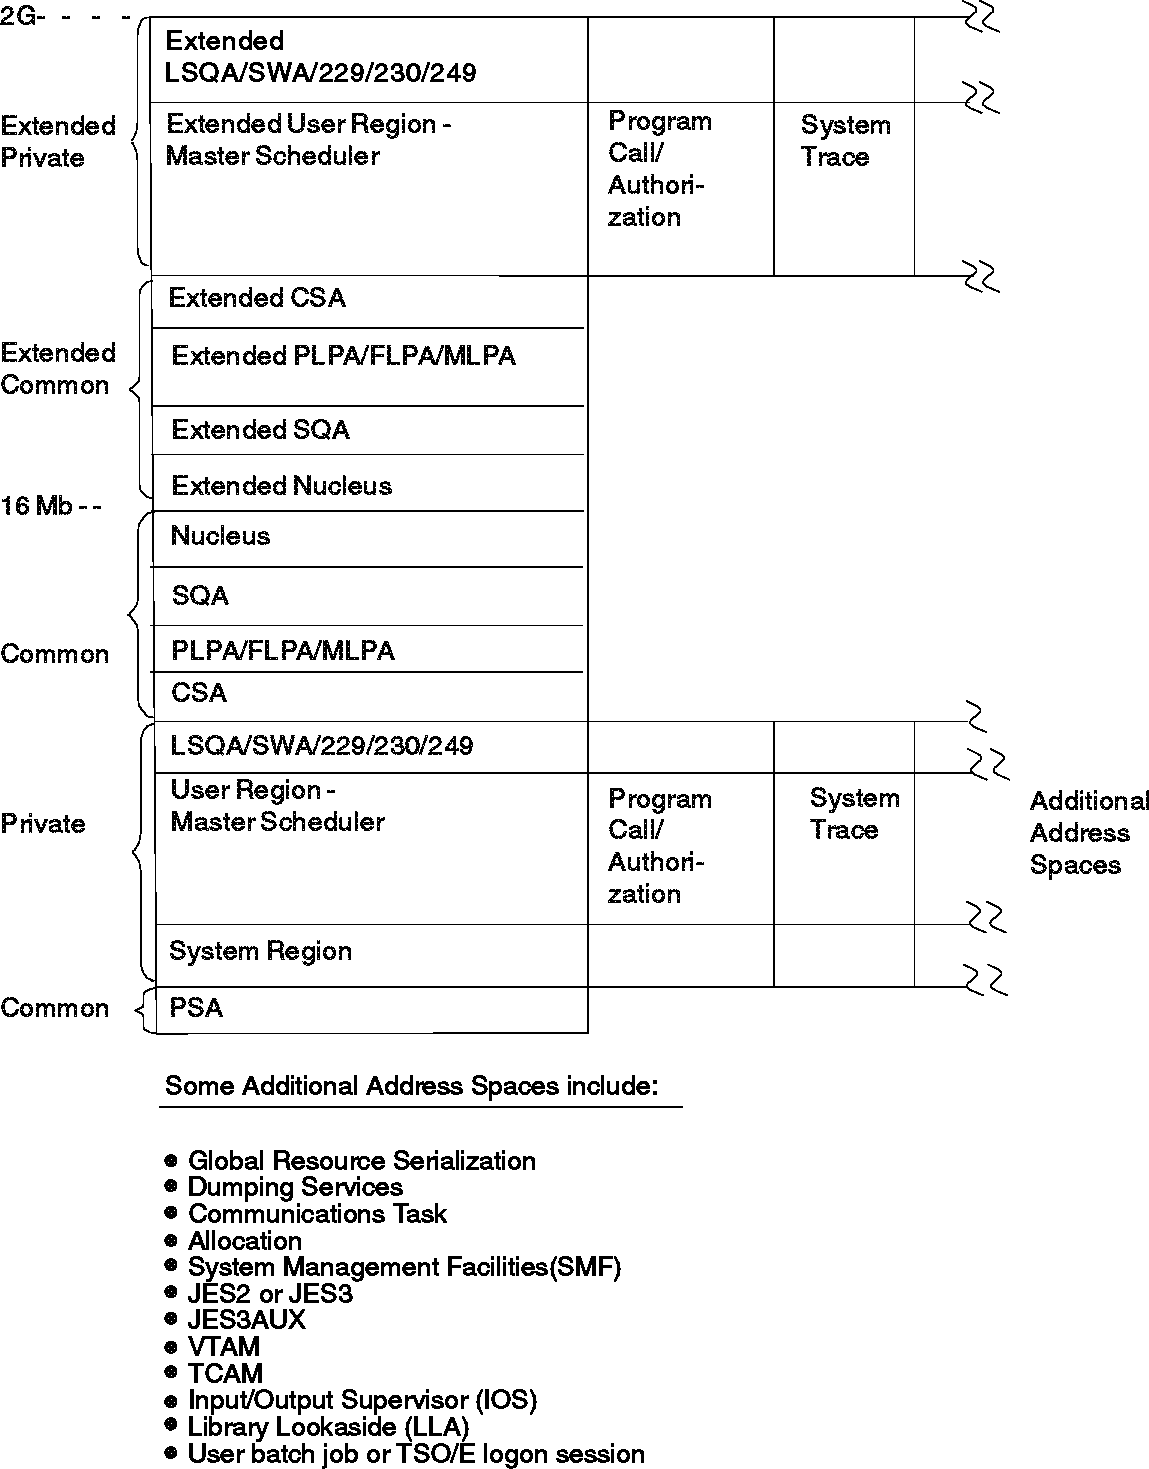 2G- - - -
Extended
LSQA/SWA/229/230/249
Extended
Private
Extended User Region -
Master Scheduler
Program
Call/
Authori-
zation
System
Trace
Extended CSA
Extended
Common
Extended PLPA/FLPA/MLPA
Extended SQA
Extended Nucleus
16 Mb - -
Nucleus
SQA
Common
PLPA/FLPA/MLPA
CSA
LSQA/SWA/229/230/249
Private
User Region -
Master Scheduler
Program
Call/
Authori-
zation
System
Trace
Additional
Address
Spaces
System Region
Common
PSA
Some Additional Address Spaces include:
● Global Resource Serialization
● Dumping Services
● Communications Task
● Allocation
● System Management Facilities(SMF)
● JES2 or JES3
● JES3AUX
● VTAM
● TCAM
● Input/Output Supervisor (IOS)
● Library Lookaside (LLA)
● User batch job or TSO/E logon session